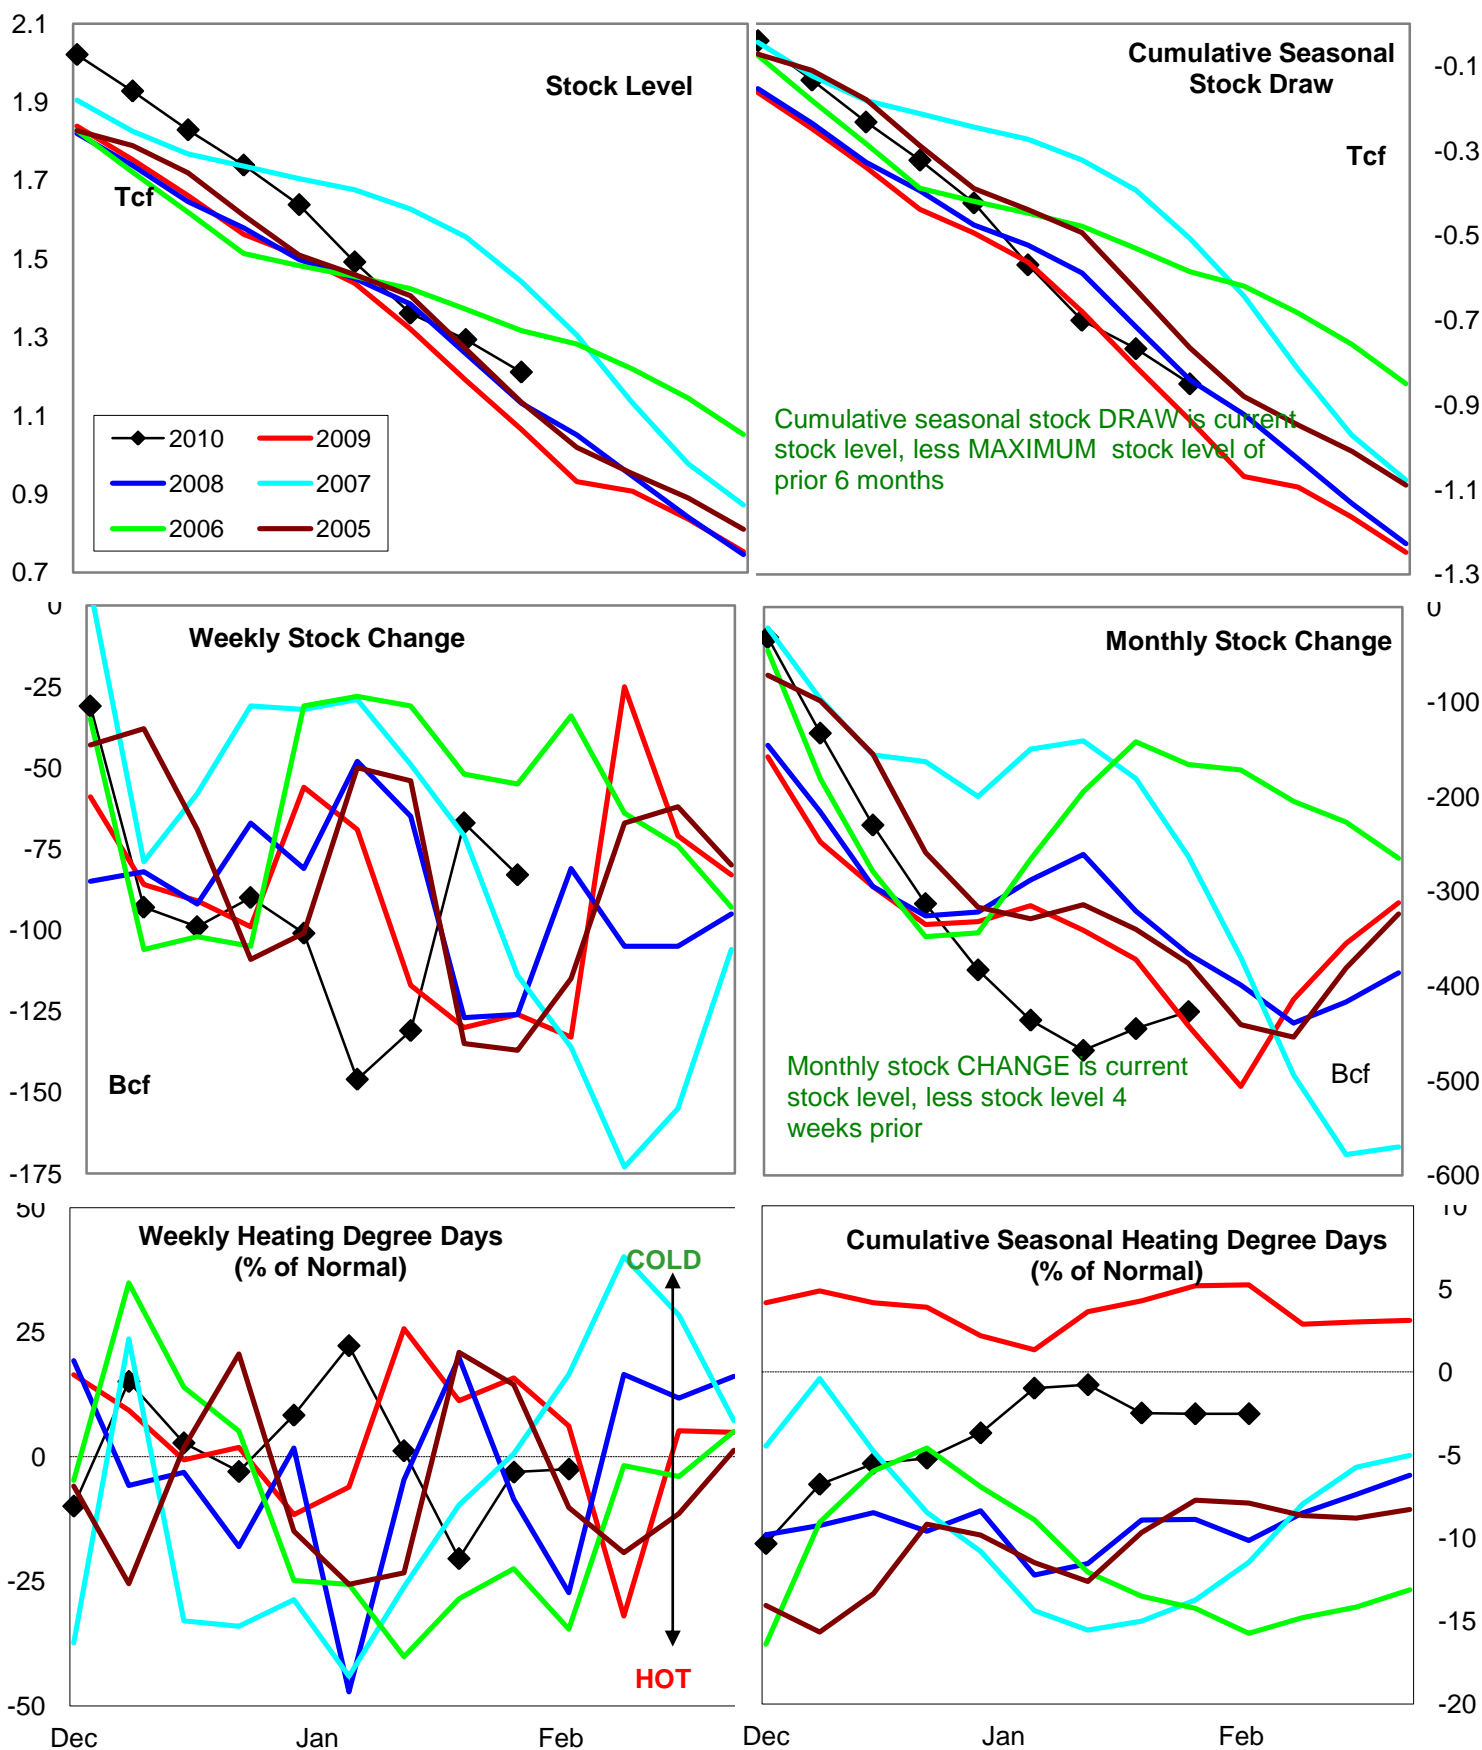 2.1
1.9
1.7
1.5
1.3
1.1
0.9
0.7
Stock Level
Tcf
2010
2009
2008
2007
2006
2005
Cumulative Seasonal
Stock Draw
Tcf
Cumulative seasonal stock DRAW is current
stock level, less MAXIMUM stock level of
prior 6 months
-0.1
-0.3
-0.5
-0.7
-0.9
-1.1
-1.3
0
-25
-50
-75
-100
-125
-150
-175
Weekly Stock Change
Bcf
Monthly Stock Change
Monthly stock CHANGE is current
stock level, less stock level 4
weeks prior
Bcf
0
-100
-200
-300
-400
-500
-600
50
25
0
-25
-50
Weekly Heating Degree Days
(% of Normal)
COLD
HOT
Dec
Jan
Feb
Cumulative Seasonal Heating Degree Days
(% of Normal)
10
5
0
-5
-10
-15
-20
Dec
Jan
Feb